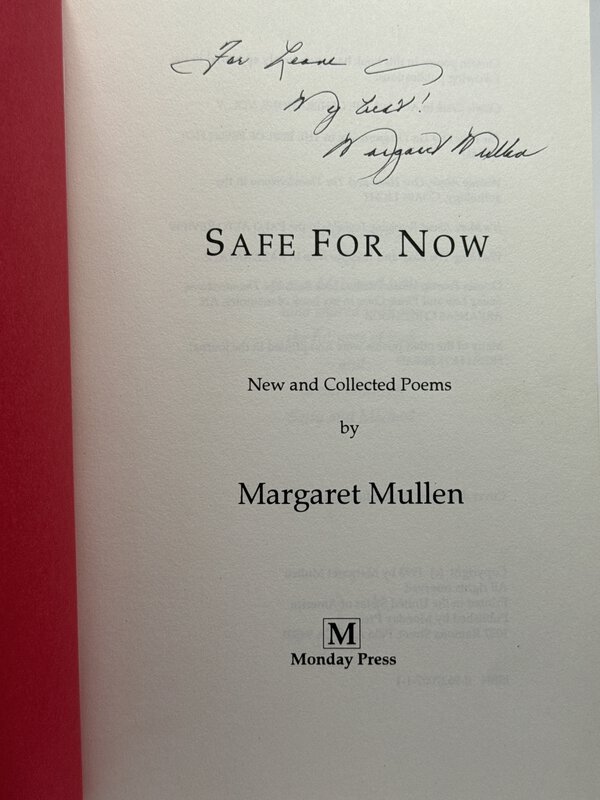 For Leane
My best!
Margaret Mullen
SAFE FOR NOW
New and Collected Poems
by
Margaret Mullen
M
Monday Press